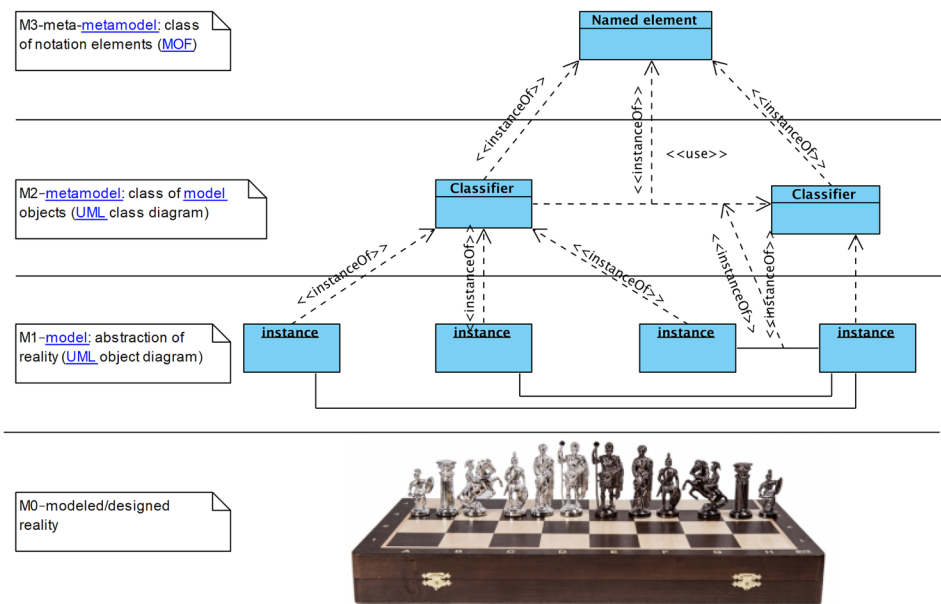 M3-meta-metamodel: class
of notation elements (MOF)
Named element
<<instanceOf>>
<<instanceOf>>
<<instanceOf>>
<<use>>
M2-metamodel: class of model
objects (UML class diagram)
Classifier
Classifier
<<instanceOf>>
<<instanceOf>>
<<instanceOf>>
<<instanceOf>>
<<instanceOf>>
M1-model: abstraction of
reality (UML object diagram)
instance
instance
instance
instance
M0-modeled/designed
reality
A B C D E F G H